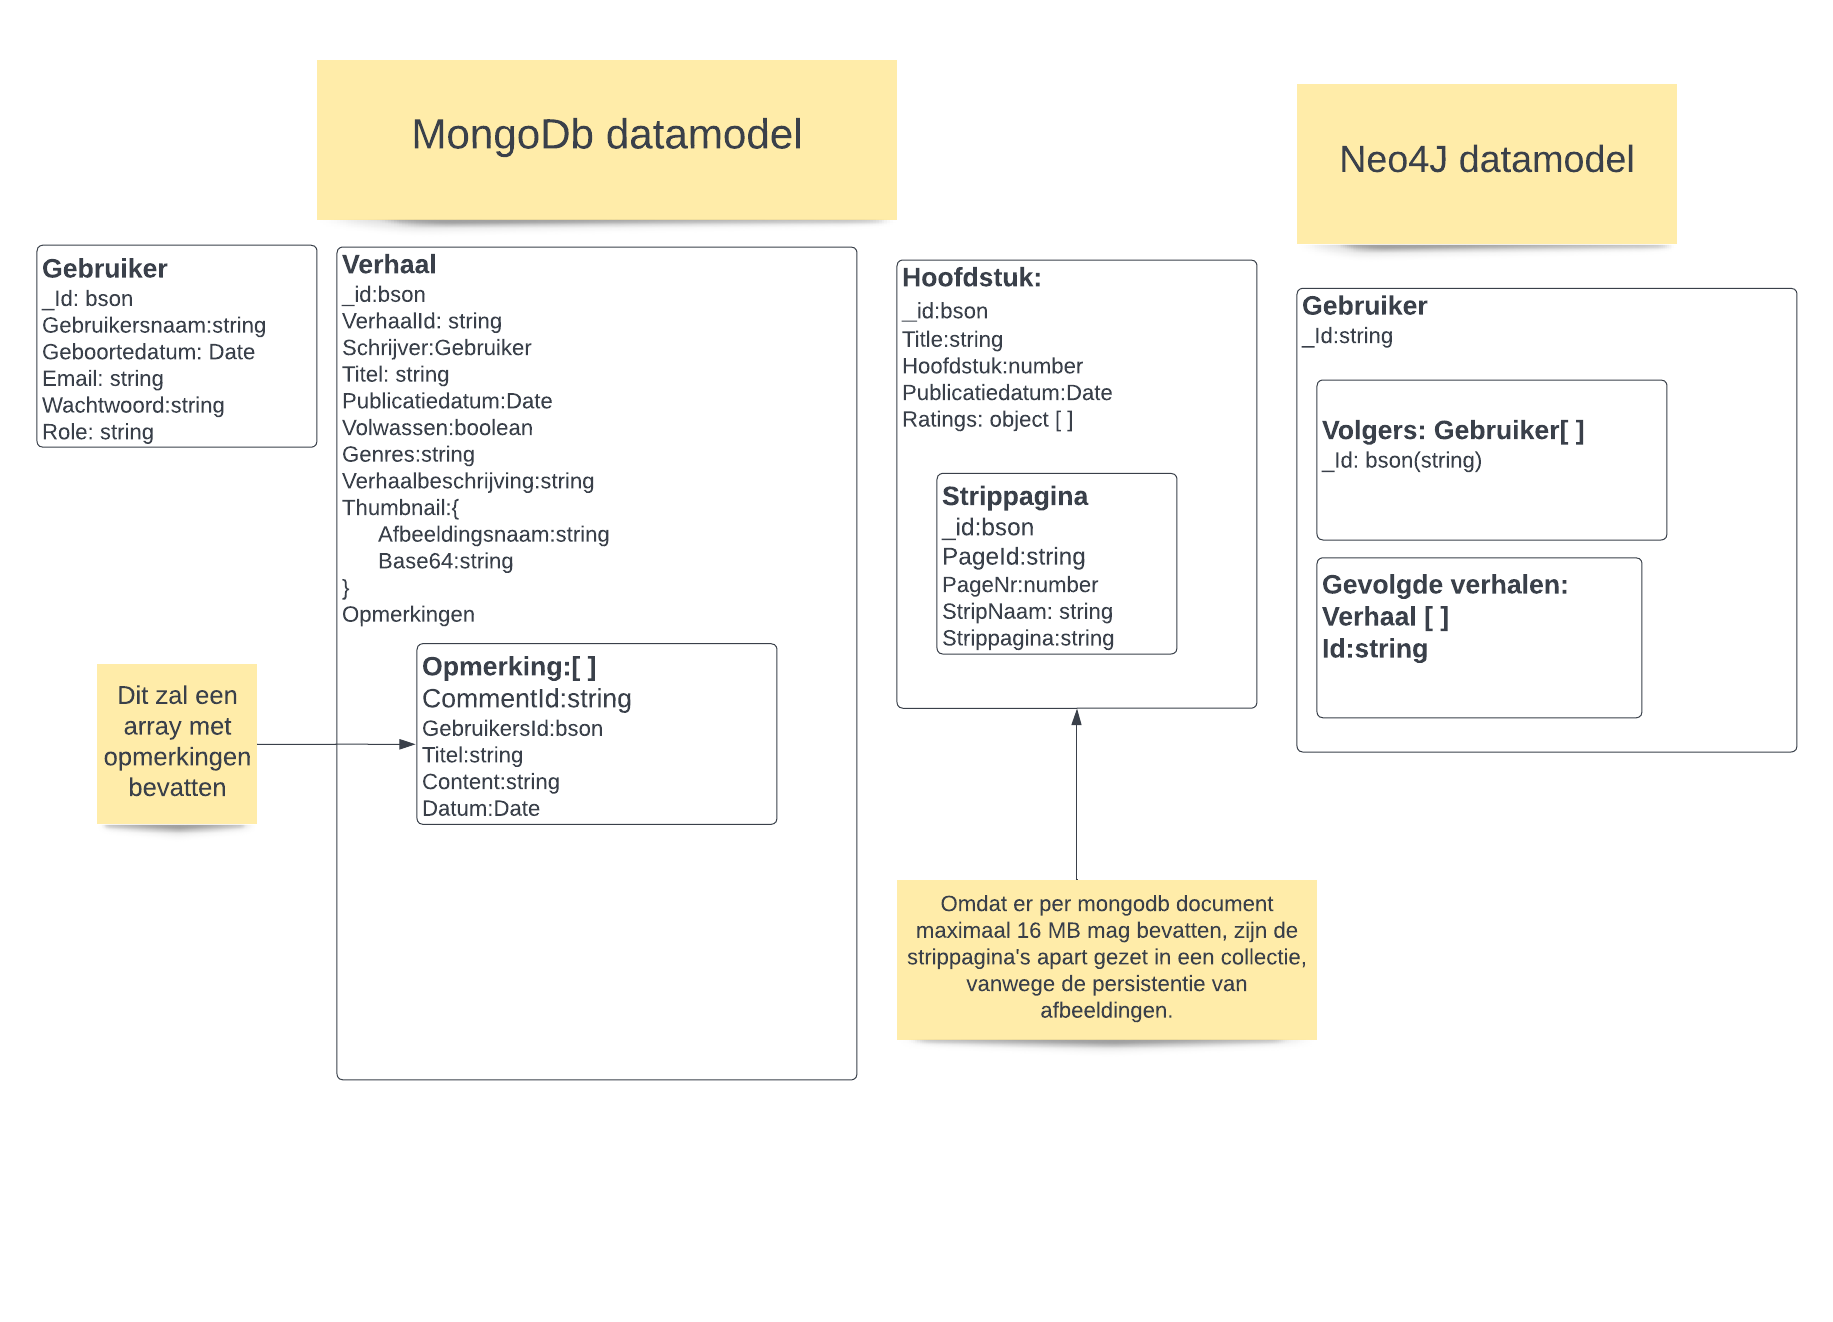 MongoDb datamodel
Neo4J datamodel
Gebruiker
_Id: bson
Gebruikersnaam:string
Geboortedatum: Date
Email: string
Wachtwoord:string
Role: string
Verhaal
_id:bson
VerhaalId: string
Schrijver:Gebruiker
Titel: string
Publicatiedatum:Date
Volwassen:boolean
Genres:string
Verhaalbeschrijving:string
Thumbnail:{
Afbeeldingsnaam:string
Base64:string
}
Opmerkingen
Opmerking:[ ]
CommentId:string
GebruikersId:bson
Titel:string
Content:string
Datum:Date
Dit zal een
array met
opmerkingen
bevatten
Hoofdstuk:
_id:bson
Title:string
Hoofdstuk:number
Publicatiedatum:Date
Ratings: object [ ]
Strippagina
_id:bson
PageId:string
PageNr:number
StripNaam: string
Strippagina:string
Omdat er per mongodb document
maximaal 16 MB mag bevatten, zijn de
strippagina's apart gezet in een collectie,
vanwege de persistentie van
afbeeldingen.
Gebruiker
_Id:string
Volgers: Gebruiker[ ]
_Id: bson(string)
Gevolgde verhalen:
Verhaal [ ]
Id:string